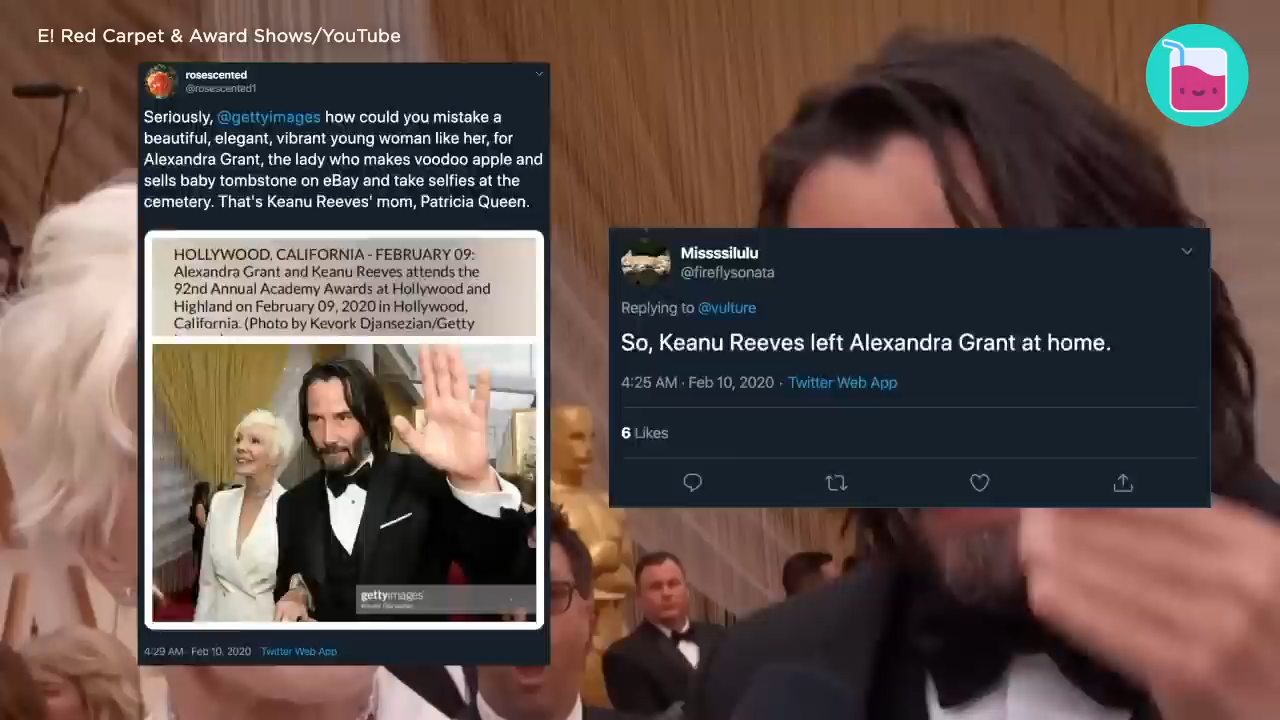 E! Red Carpet & Award Shows/YouTube
rosescented
@rosescented1
Seriously, @gettyimages how could you mistake a
beautiful, elegant, vibrant young woman like her, for
Alexandra Grant, the lady who makes voodoo apple and
sells baby tombstone on eBay and take selfies at the
cemetery. That's Keanu Reeves' mom, Patricia Queen.
HOLLYWOOD, CALIFORNIA - FEBRUARY 09:
Alexandra Grant and Keanu Reeves attends the
92nd Annual Academy Awards at Hollywood and
Highland on February 09, 2020 in Hollywood,
California. (Photo by Kevork Djansezian/Getty
gettyimages
4:29 AM · Feb 10, 2020 Twitter Web App
Missssilulu
@fireflysonata
Replying to @vulture
So, Keanu Reeves left Alexandra Grant at home.
4:25 AM · Feb 10, 2020 · Twitter Web App
6 Likes